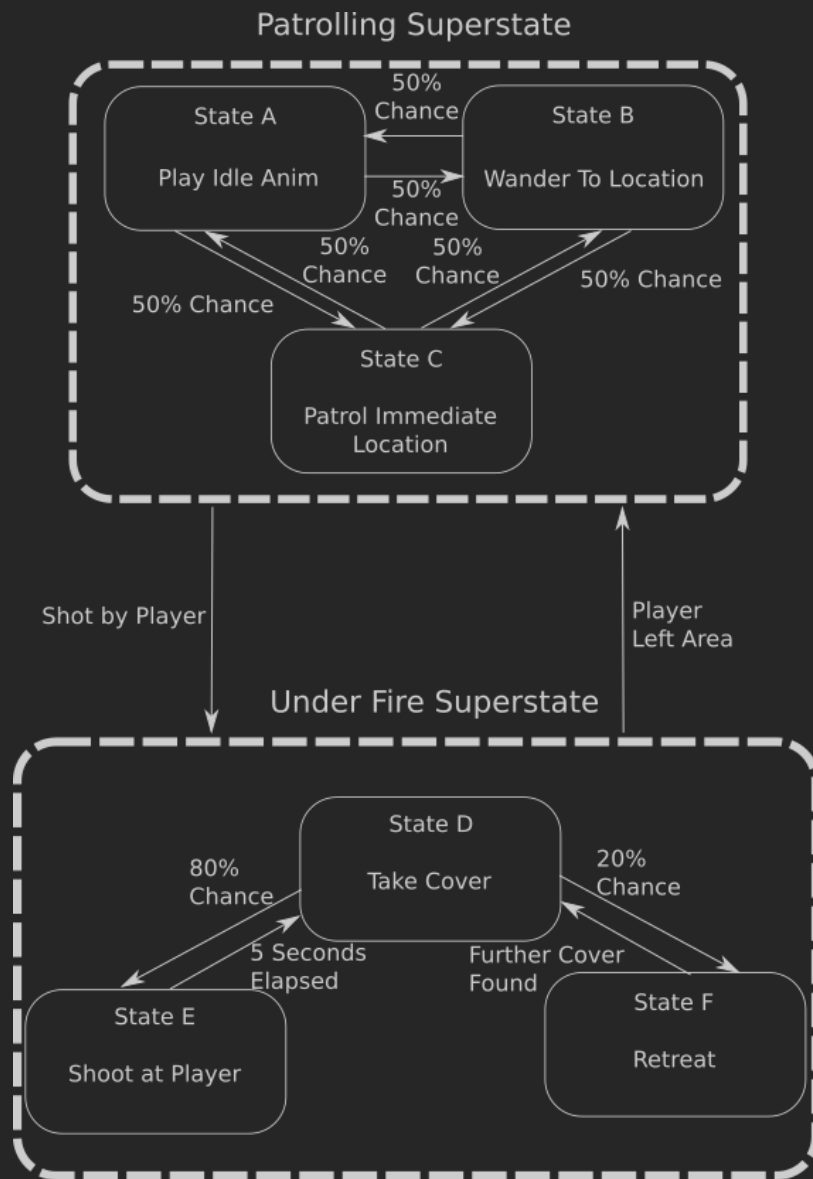 Patrolling Superstate
50%
Chance
State A
Play Idle Anim
State B
Wander To Location
50%
Chance
50%
Chance
50%
Chance
50% Chance
50% Chance
State C
Patrol Immediate
Location
Shot by Player
Player
Left Area
Under Fire Superstate
State D
Take Cover
80%
Chance
20%
Chance
5 Seconds
Elapsed
Further Cover
Found
State E
Shoot at Player
State F
Retreat